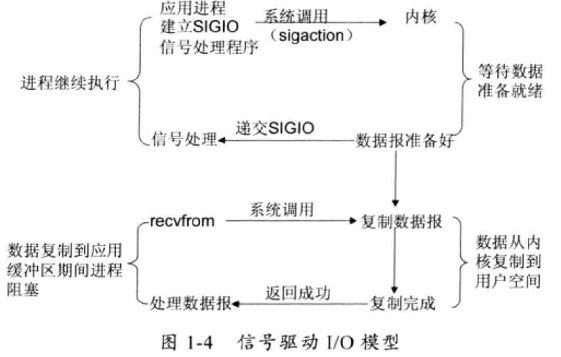 应用进程
建立SIGIO
信号处理程序
系统调用
（sigaction）
内核
进程继续执行
等待数据
准备就绪
信号处理
递交SIGIO
数据报准备好
recvfrom
系统调用
复制数据报
数据复制到应用
缓冲区期间进程
阻塞
数据从内
核复制到
用户空间
处理数据报
返回成功
复制完成
图 1-4 信号驱动 I/O 模型